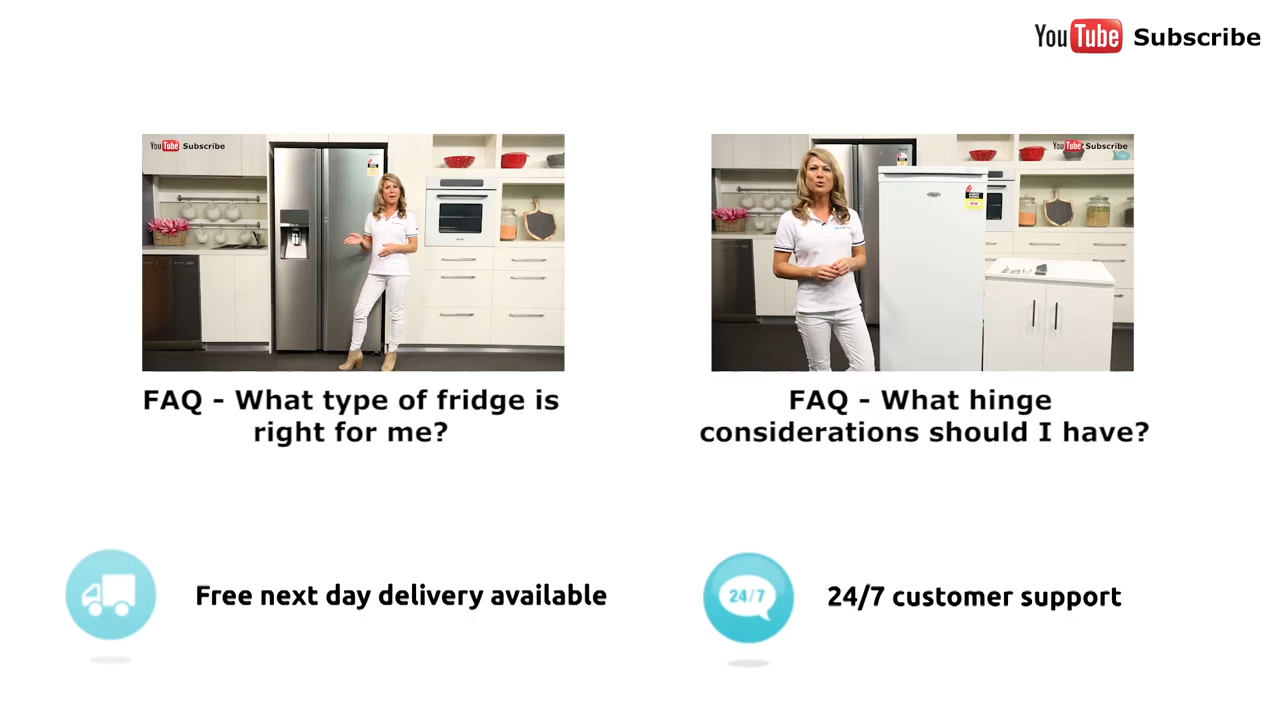 YouTube Subscribe
YouTube Subscribe
YouTube Subscribe
FAQ - What type of fridge is
right for me?
FAQ - What hinge
considerations should I have?
Free next day delivery available
24/7
24/7 customer support